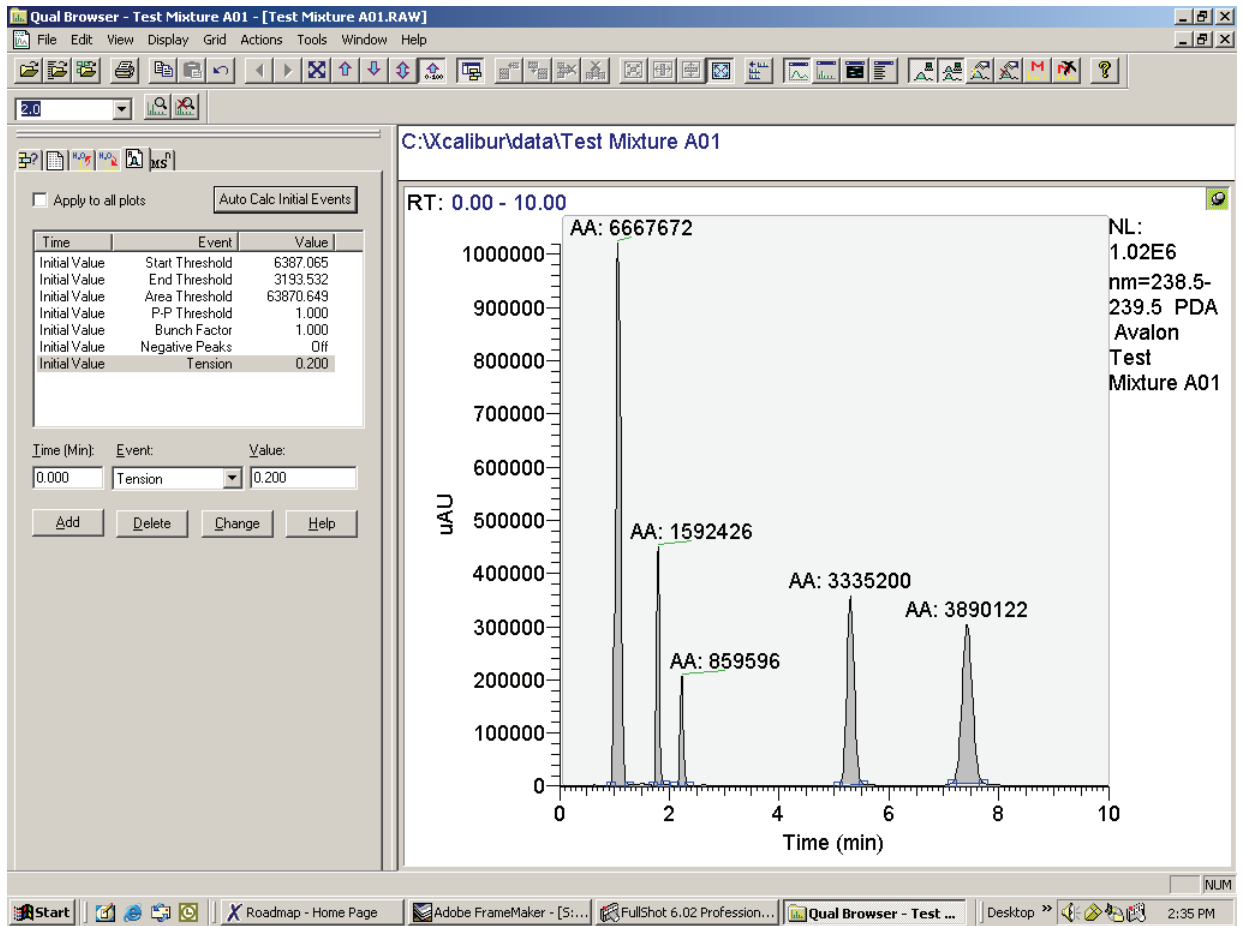 Qual Browser - Test Mixture A01 - [Test Mixture A01.RAW]
File Edit View Display Grid Actions Tools Window Help
2.0
Apply to all plots
Auto Calc Initial Events
Time Event Value
Initial Value Start Threshold 6387.065
Initial Value End Threshold 3193.532
Initial Value Area Threshold 63870.649
Initial Value P-P Threshold 1.000
Initial Value Bunch Factor 1.000
Initial Value Negative Peaks Off
Initial Value Tension 0.200
Time (Min): Event: Value:
0.000 Tension 0.200
Add Delete Change Help
C:\Xcalibur\data\Test Mixture A01
RT: 0.00 - 10.00
AA: 6667672
NL:
1.02E6
nm=238.5-
239.5 PDA
Avalon
Test
Mixture A01
1000000
900000
800000
700000
600000
500000
400000
300000
200000
100000
0
uAU
AA: 1592426
AA: 3335200
AA: 3890122
AA: 859596
0 2 4 6 8 10
Time (min)
NUM
Start
Roadmap - Home Page
Adobe FrameMaker - [S:...
FullShot 6.02 Profession...
Qual Browser - Test ...
Desktop »
2:35 PM